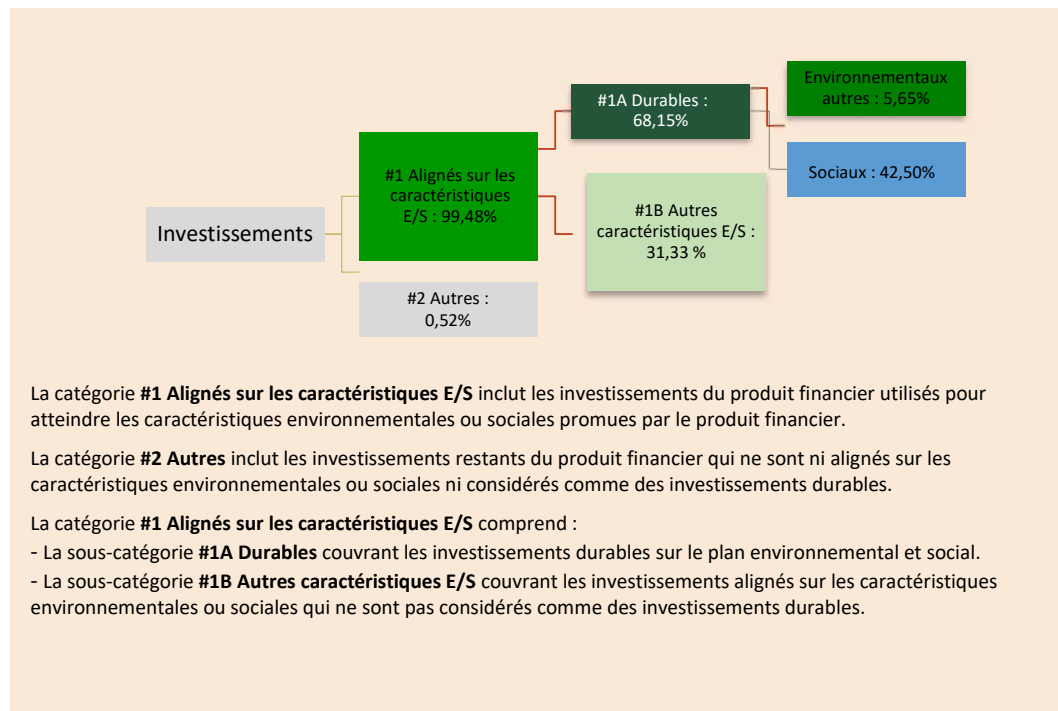 Environnementaux
autres : 5,65%
#1A Durables :
68,15%
Sociaux : 42,50%
#1 Alignés sur les
caractéristiques
E/S : 99,48%
#1B Autres
caractéristiques E/S :
31,33 %
Investissements
#2 Autres :
0,52%
La catégorie #1 Alignés sur les caractéristiques E/S inclut les investissements du produit financier utilisés pour
atteindre les caractéristiques environnementales ou sociales promues par le produit financier.
La catégorie #2 Autres inclut les investissements restants du produit financier qui ne sont ni alignés sur les
caractéristiques environnementales ou sociales ni considérés comme des investissements durables.
La catégorie #1 Alignés sur les caractéristiques E/S comprend :
- La sous-catégorie #1A Durables couvrant les investissements durables sur le plan environnemental et social.
- La sous-catégorie #1B Autres caractéristiques E/S couvrant les investissements alignés sur les caractéristiques
environnementales ou sociales qui ne sont pas considérés comme des investissements durables.